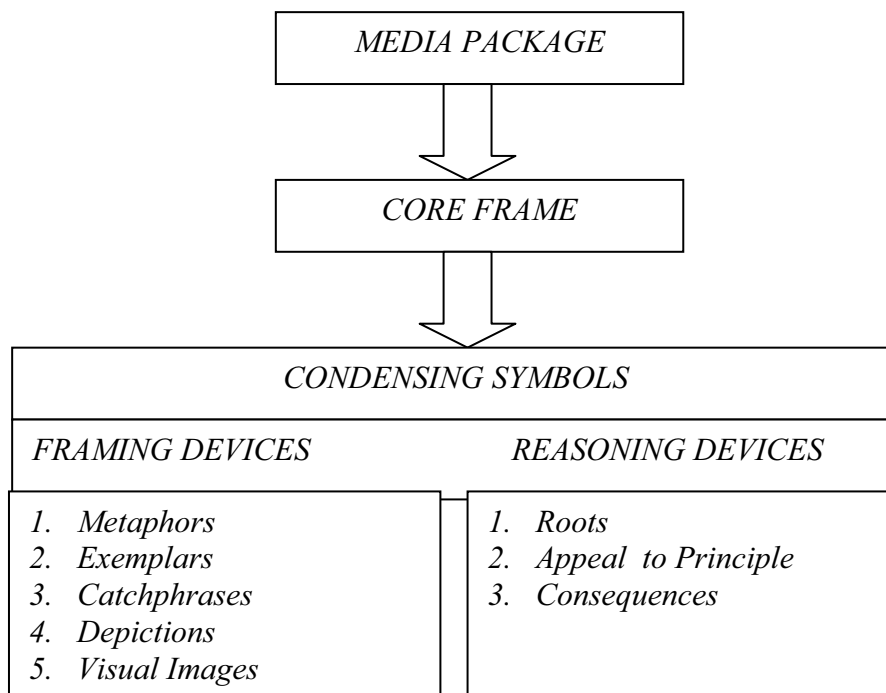 MEDIA PACKAGE
CORE FRAME
CONDENSING SYMBOLS
FRAMING DEVICES
REASONING DEVICES
1. Metaphors
2. Exemplars
3. Catchphrases
4. Depictions
5. Visual Images
1. Roots
2. Appeal to Principle
3. Consequences